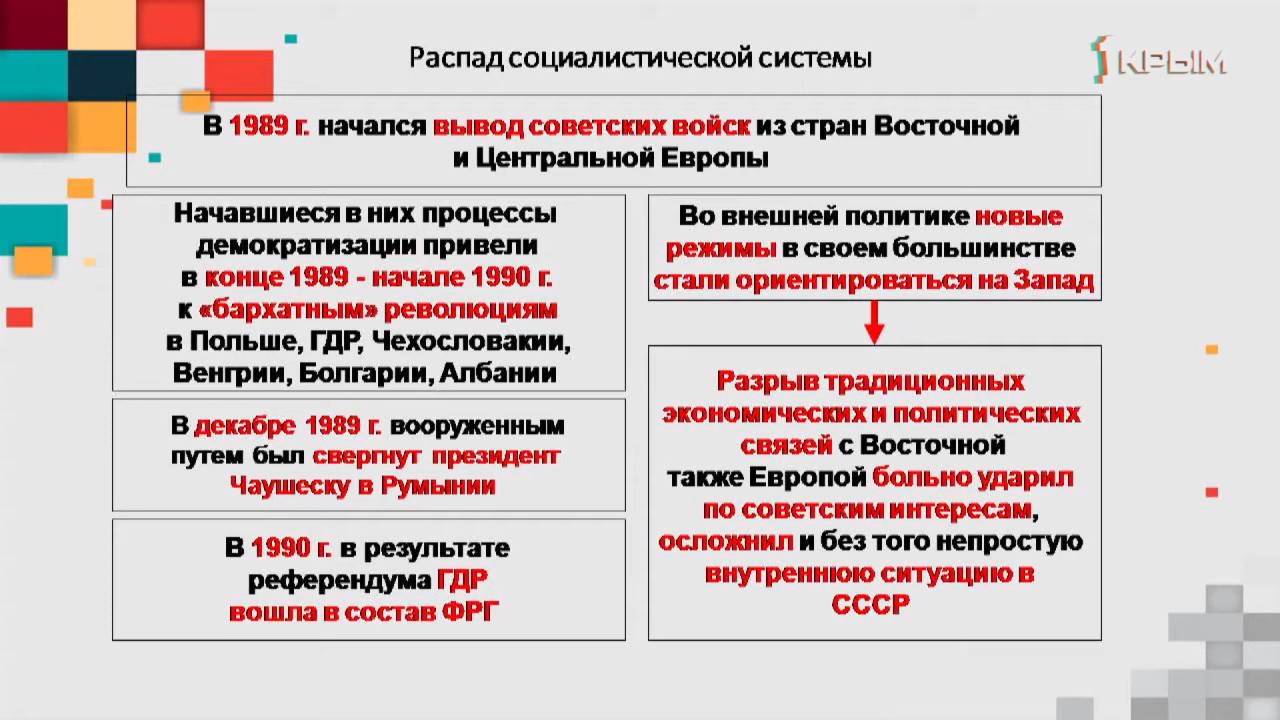 Распад социалистической системы
1КРЫМ
В 1989 г. начался вывод советских войск из стран Восточной
и Центральной Европы
Начавшиеся в них процессы
демократизации привели
в конце 1989 - начале 1990 г.
к «бархатным» революциям
в Польше, ГДР, Чехословакии,
Венгрии, Болгарии, Албании
В декабре 1989 г. вооруженным
путем был свергнут президент
Чаушеску в Румынии
В 1990 г. в результате
референдума ГДР
вошла в состав ФРГ
Во внешней политике новые
режимы в своем большинстве
стали ориентироваться на Запад
Разрыв традиционных
экономических и политических
связей с Восточной
также Европой больно ударил
по советским интересам,
осложнил и без того непростую
внутреннюю ситуацию в
СССР